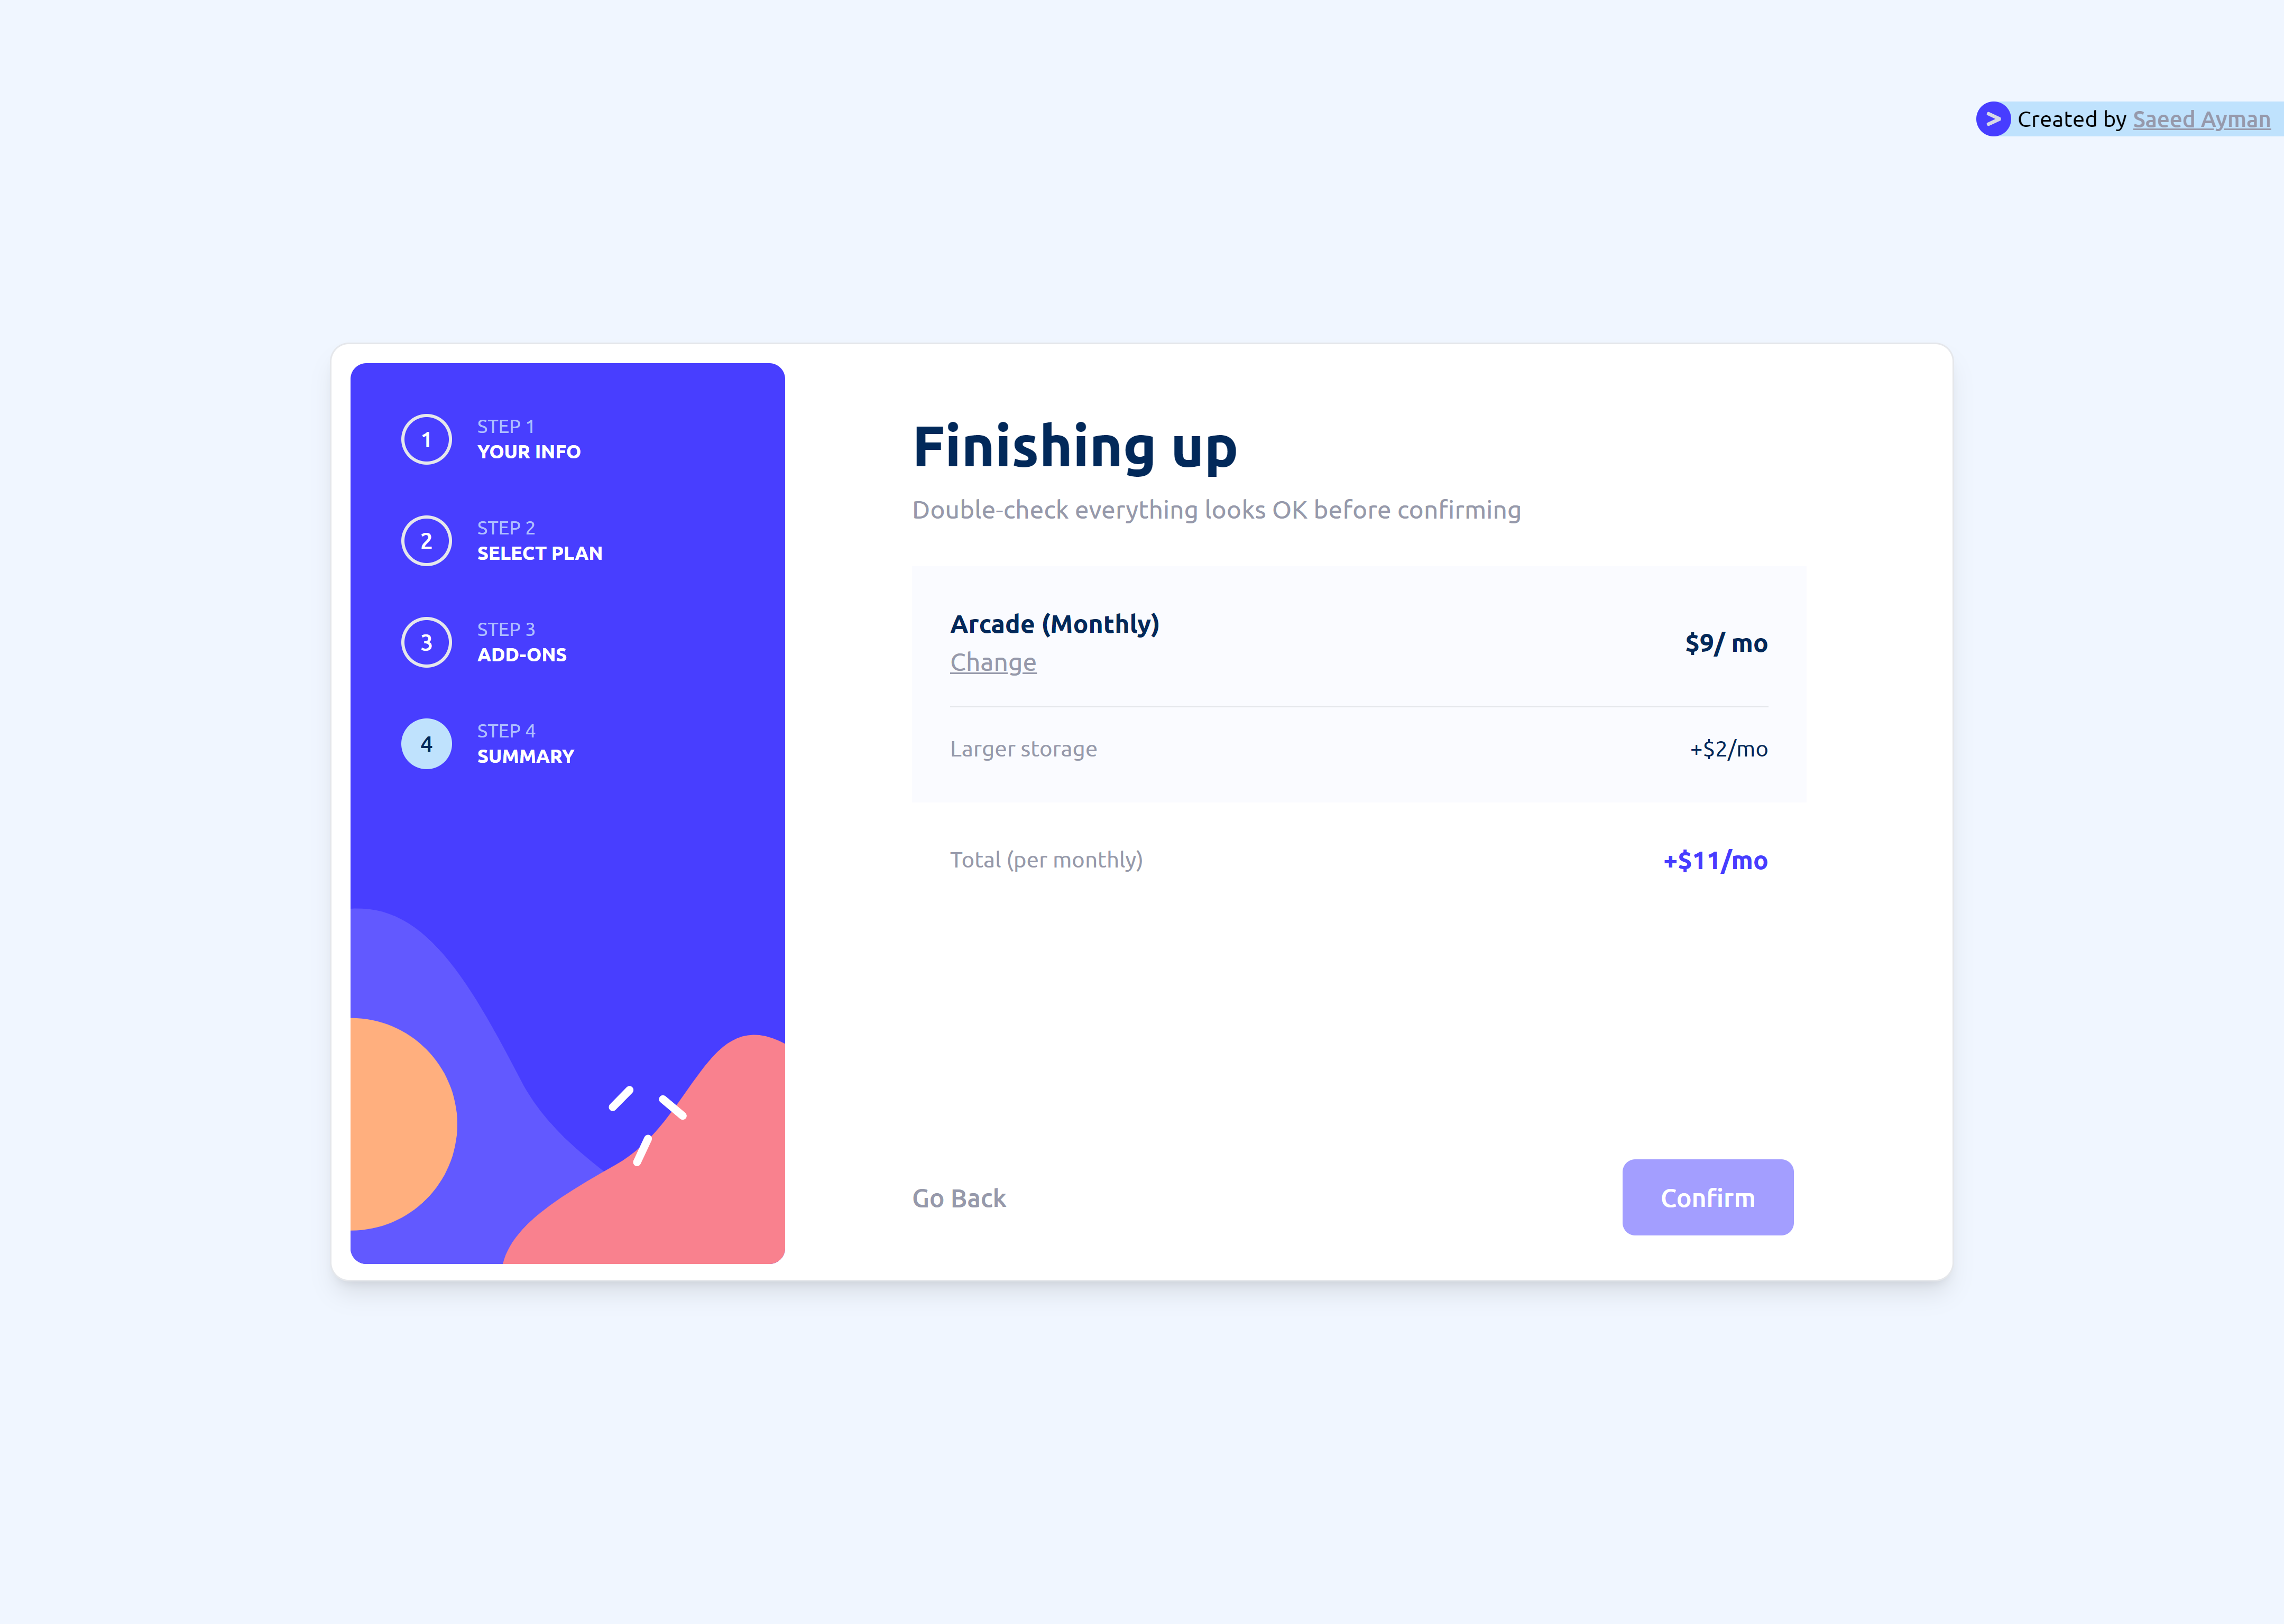 Created by Saeed Ayman
1
STEP 1
YOUR INFO
2
STEP 2
SELECT PLAN
3
STEP 3
ADD-ONS
4
STEP 4
SUMMARY
Finishing up
Double-check everything looks OK before confirming
Arcade (Monthly)
$9/ mo
Change
Larger storage
+$2/mo
Total (per monthly)
+$11/mo
Go Back
Confirm